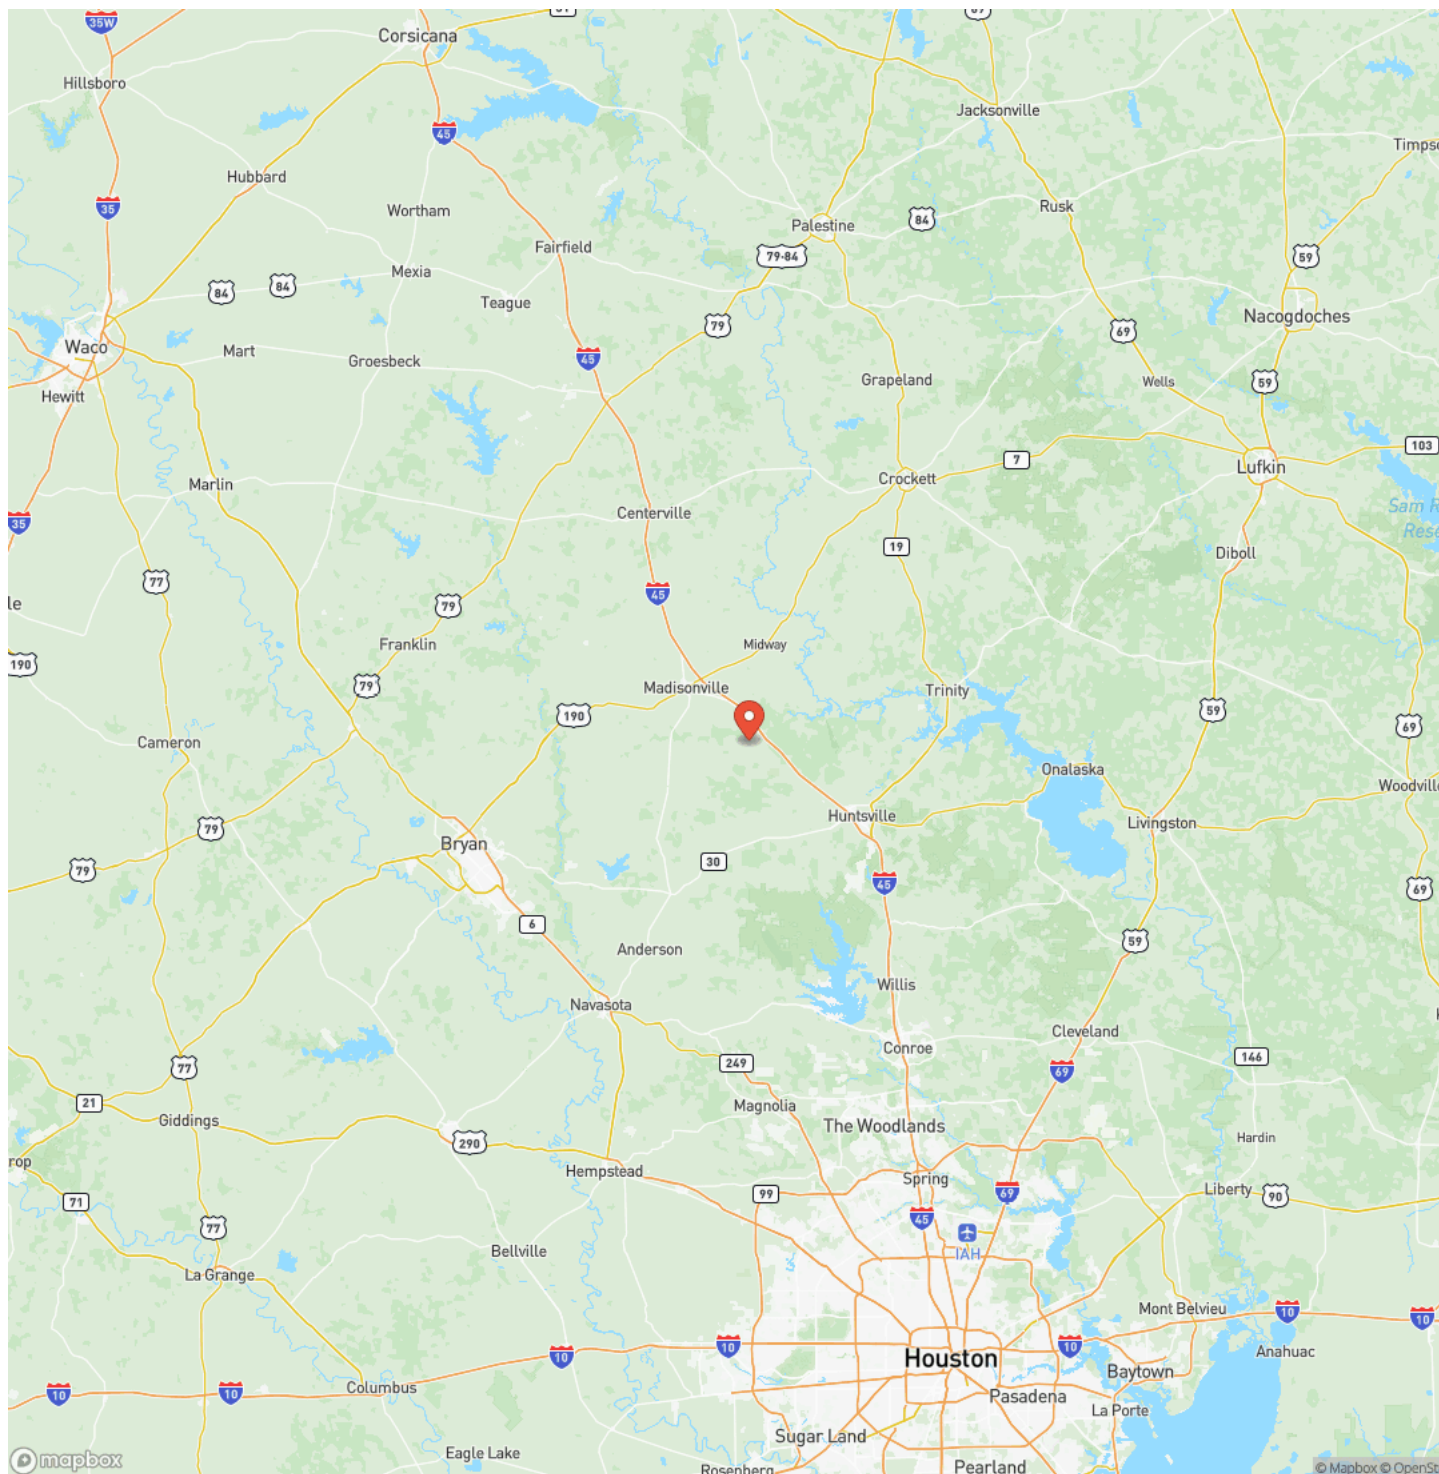 35W
Corsicana
Hillsboro
Jacksonville
45
Timpso
Hubbard
35
Wortham
Rusk
84
Palestine
Fairfield
79-84
59
Mexia
84
84
Teague
Nacogdoches
79
69
Waco
Mart
Groesbeck
45
Grapeland
Wells
59
Hewitt
103
7
Lufkin
Marlin
Crockett
Sam R
Rese
Centerville
35
19
Diboll
77
45
le
79
Franklin
Midway
190
79
Madisonville
Trinity
59
190
69
Cameron
Onalaska
Woodville
Huntsville
Livingston
79
Bryan
30
79
45
69
6
59
Anderson
Willis
Navasota
Cleveland
Conroe
146
249
77
69
21
Magnolia
Giddings
The Woodlands
Hardin
290
rop
Hempstead
Spring
Liberty
71
99
69
90
45
77
IAH
Bellville
La Grange
Mont Belvieu
10
10
10
10
10
Houston
Anahuac
Baytown
Columbus
10
10
Pasadena
La Porte
Sugar Land
Eagle Lake
mapbox
Rosenberg
Pearland
© Mapbox © OpenSt